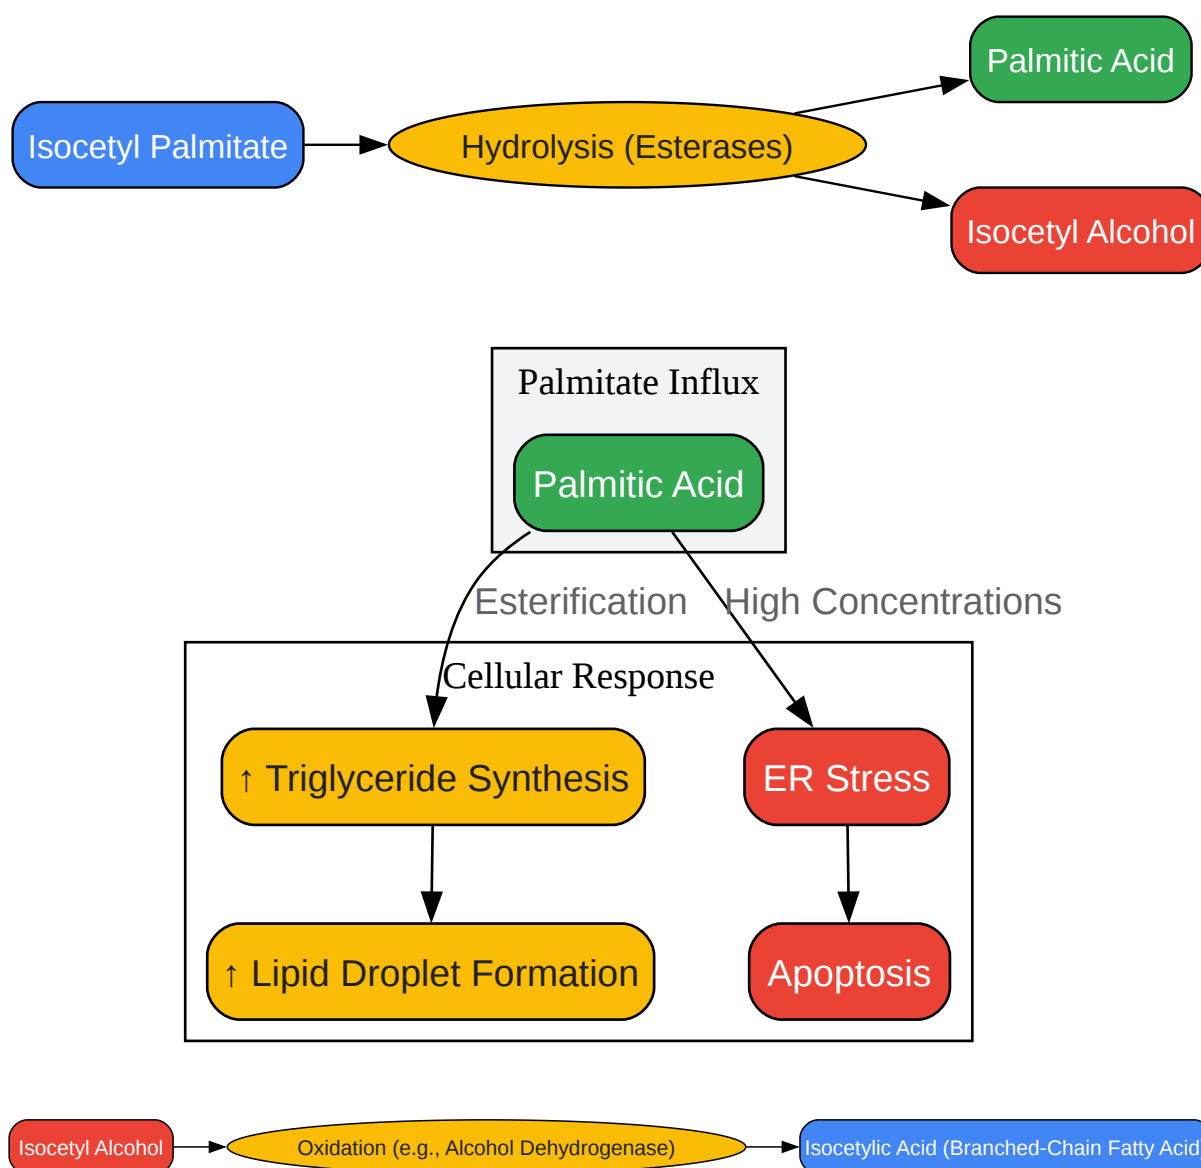 Palmitic Acid
Isocetyl Palmitate
Hydrolysis (Esterases)
Isocetyl Alcohol
Palmitate Influx
Palmitic Acid
Esterification
High Concentrations
Cellular Response
↑ Triglyceride Synthesis
ER Stress
↑ Lipid Droplet Formation
Apoptosis
Isocetyl Alcohol
Oxidation (e.g., Alcohol Dehydrogenase)
Isocetylic Acid (Branched-Chain Fatty Acid